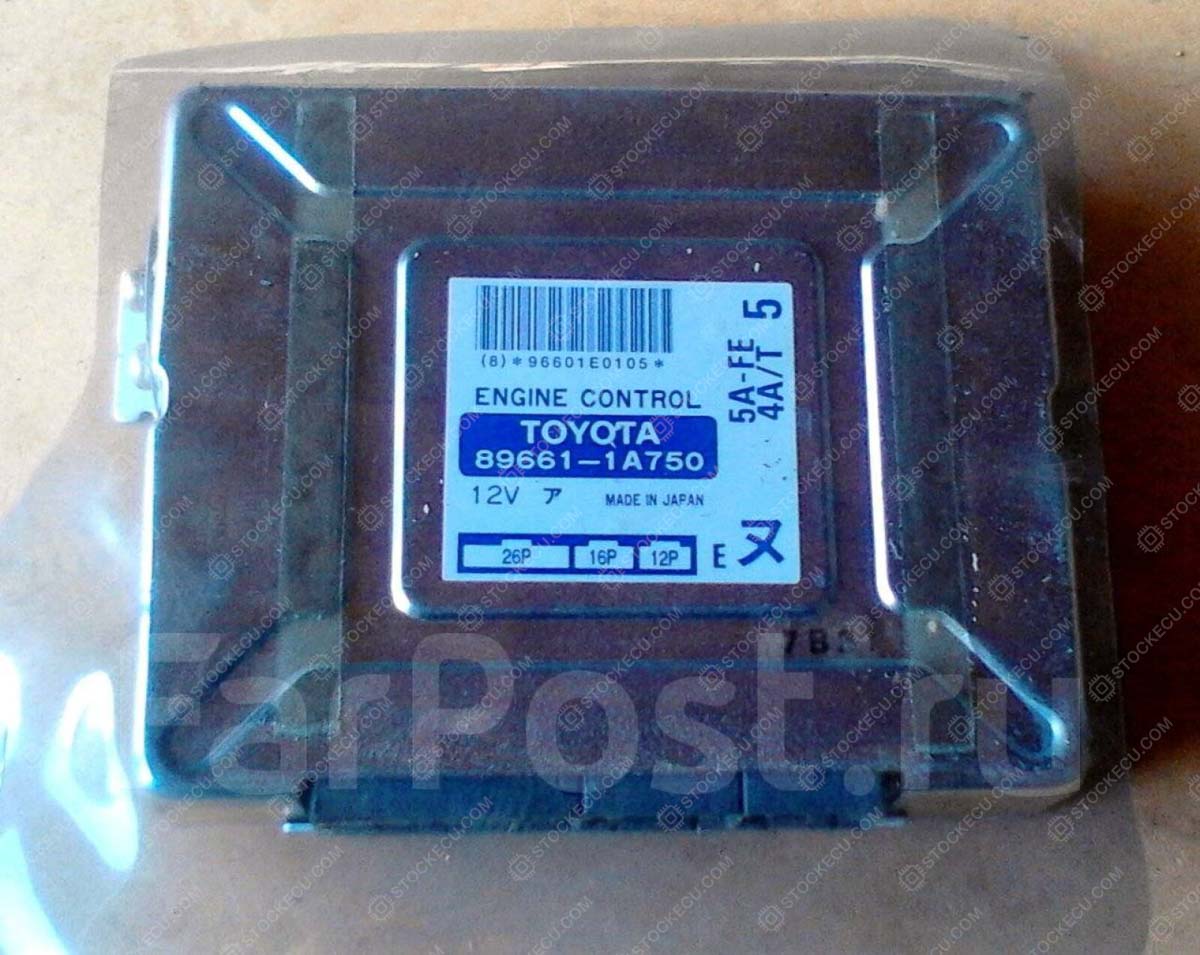 (8)*96601E0105*
ENGINE CONTROL
TOYOTA
89661-1A750
12V ア MADE IN JAPAN
26P 16P 12P
E ヌ
5A-FE 5
4A/T
FarPost.ru
STOCKECU.COM